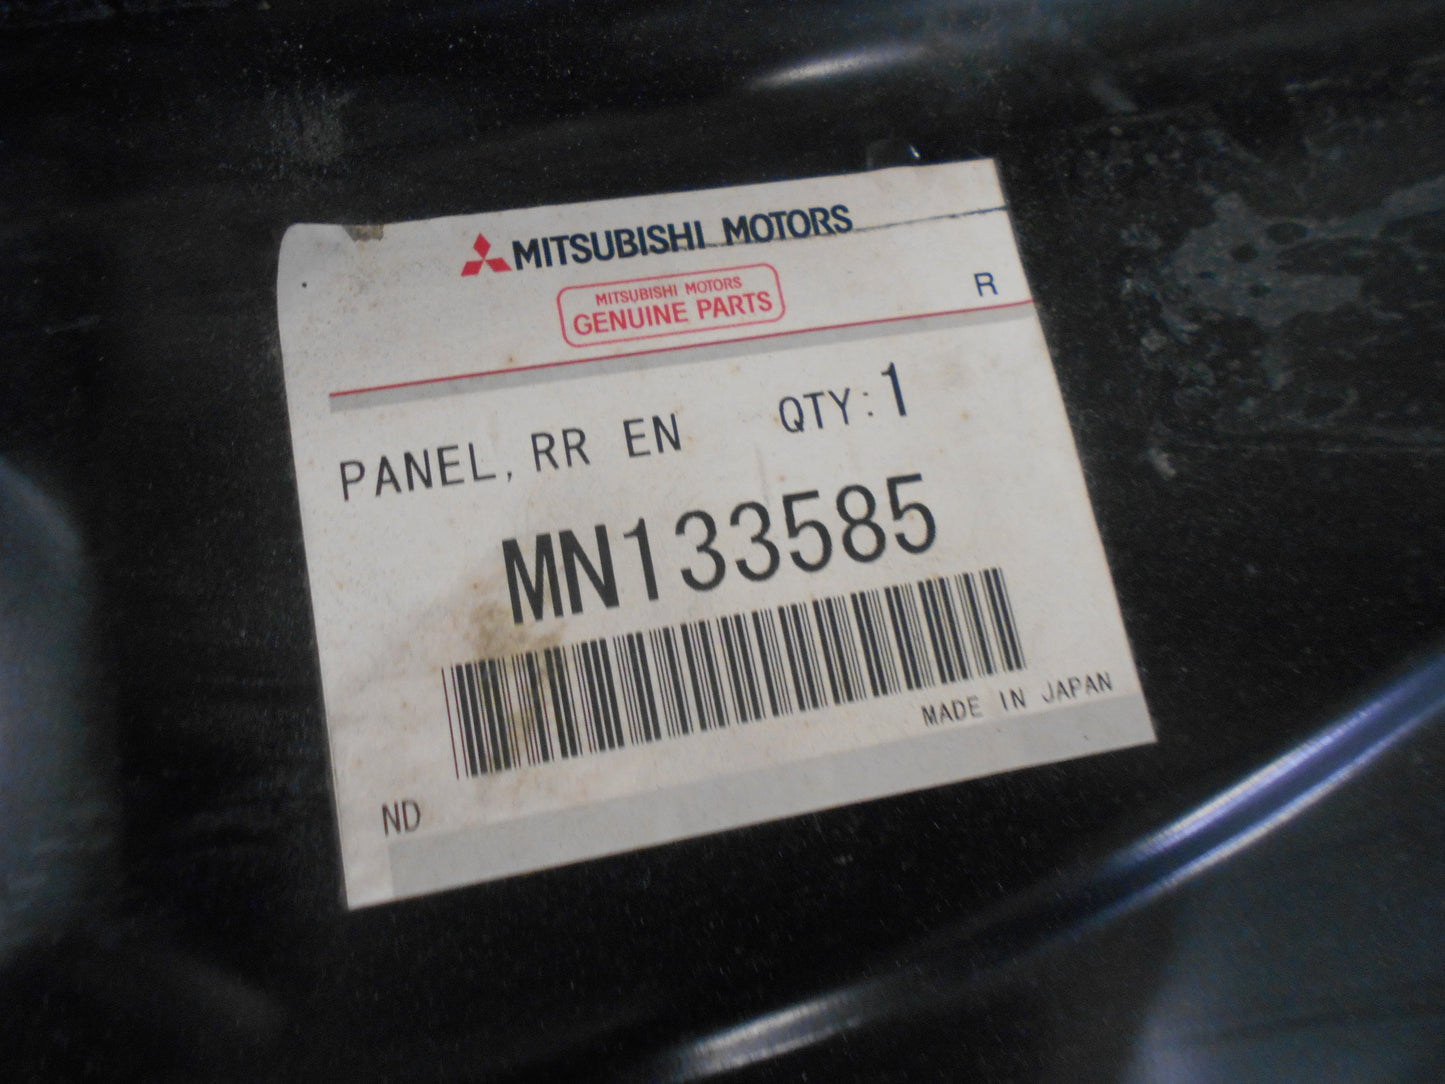 MITSUBISHI MOTORS
MITSUBISHI MOTORS
GENUINE PARTS
R
PANEL, RR EN QTY:1
MN133585
MADE IN JAPAN
ND